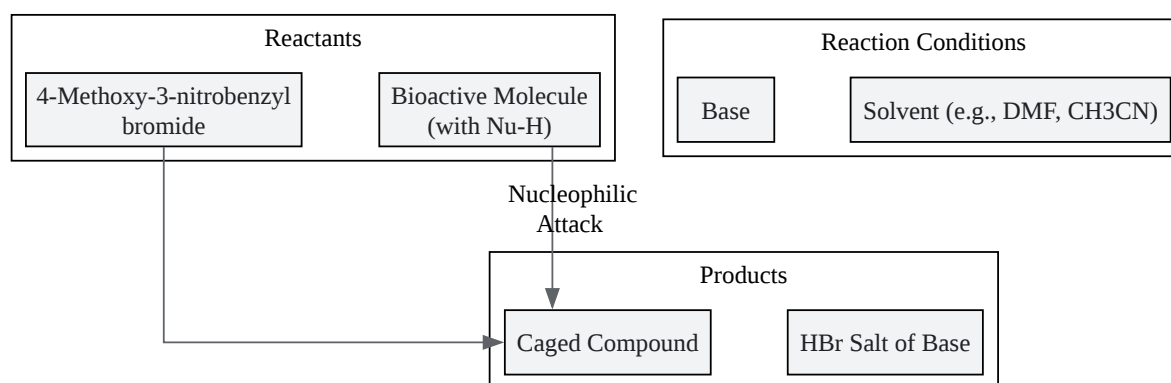 Reactants
4-Methoxy-3-nitrobenzyl
bromide
Bioactive Molecule
(with Nu-H)
Reaction Conditions
Base
Solvent (e.g., DMF, CH3CN)
Nucleophilic
Attack
Products
Caged Compound
HBr Salt of Base